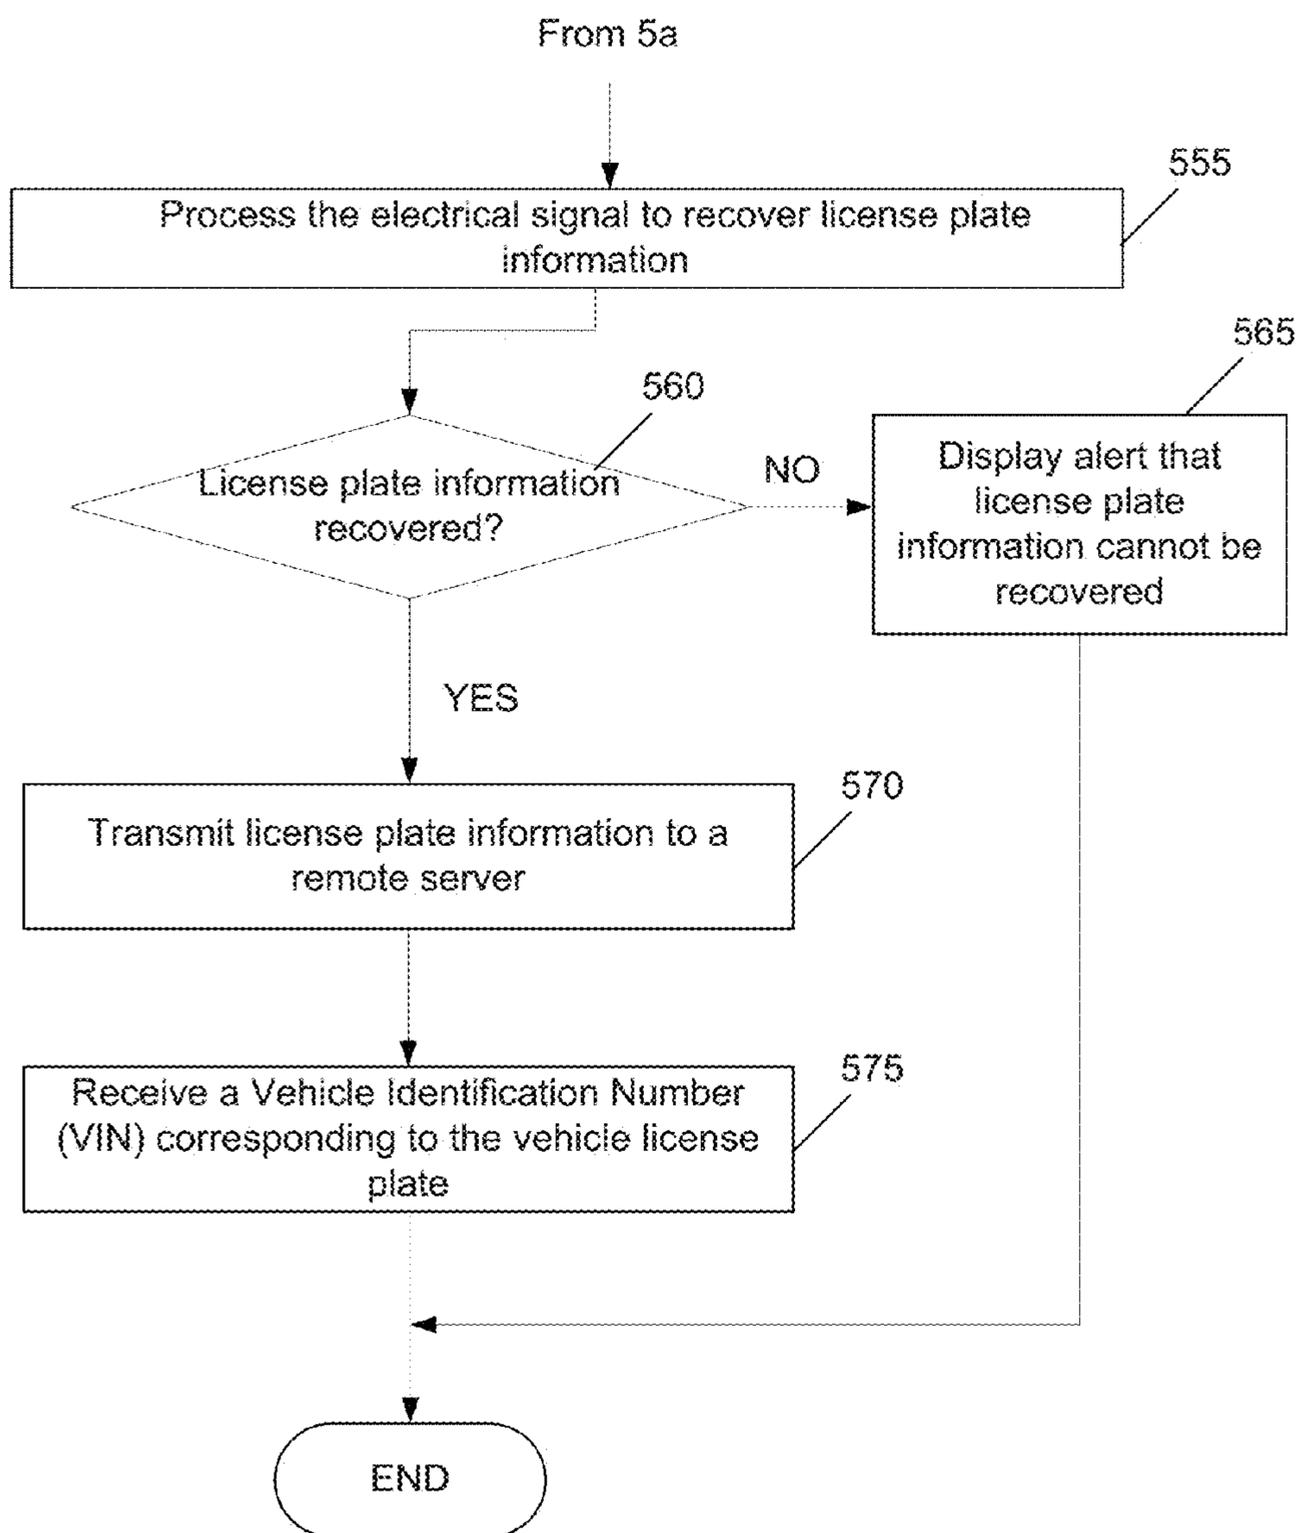 From 5a
555
Process the electrical signal to recover license plate
information
565
560
License plate information
recovered?
NO
Display alert that
license plate
information cannot be
recovered
YES
570
Transmit license plate information to a
remote server
575
Receive a Vehicle Identification Number
(VIN) corresponding to the vehicle license
plate
END